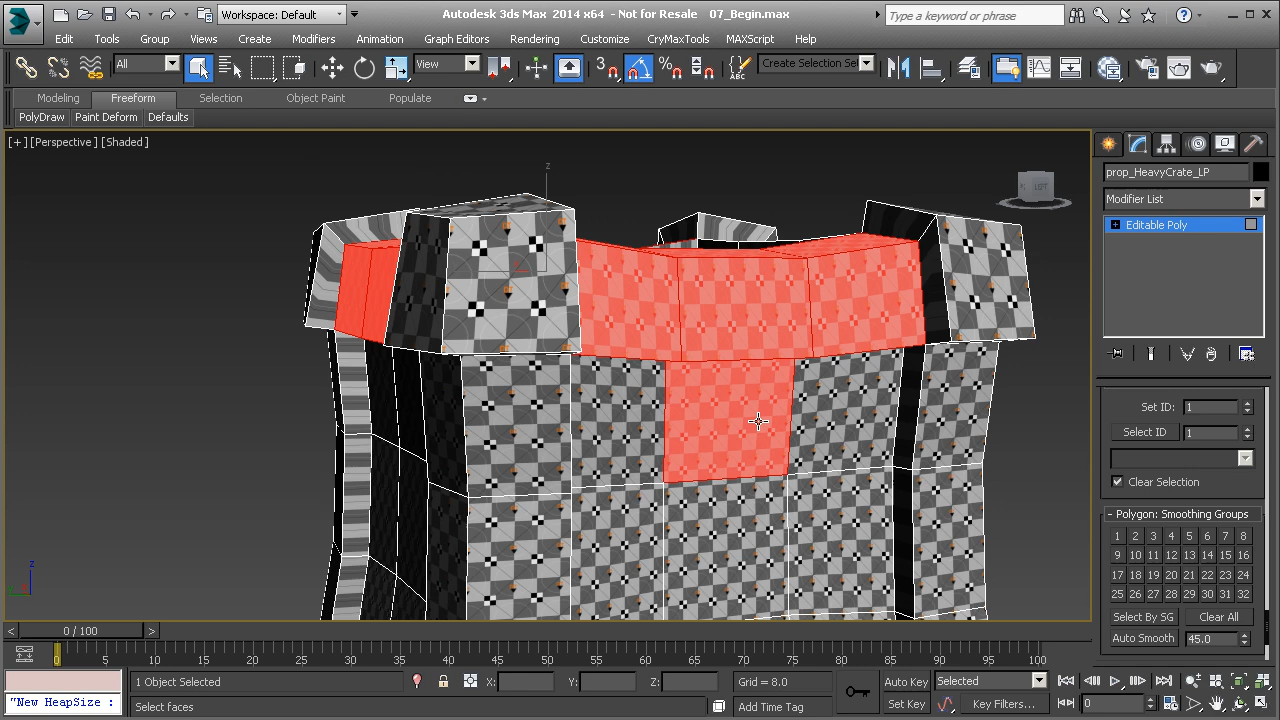 Workspace: Default
Autodesk 3ds Max 2014 x64 - Not for Resale 07_Begin.max
Type a keyword or phrase
Edit Tools Group Views Create Modifiers Animation Graph Editors Rendering Customize CryMaxTools MAXScript Help
All View 3 ABC Create Selection Se
Modeling Freeform Selection Object Paint Populate
PolyDraw Paint Deform Defaults
[+][Perspective][Shaded]
z
LEFT
prop_HeavyCrate_LP
Modifier List
Editable Poly
Set ID: 1
Select ID 1
Clear Selection
- Polygon: Smoothing Groups
1 2 3 4 5 6 7 8
9 10 11 12 13 14 15 16
17 18 19 20 21 22 23 24
25 26 27 28 29 30 31 32
Select By SG Clear All
Auto Smooth 45.0
z
< 0 / 100 >
0 5 10 15 20 25 30 35 40 45 50 55 60 65 70 75 80 85 90 95 100
1 Object Selected X: Y: Z: Grid = 8.0 Auto Key Selected
"New HeapSize : Select faces Add Time Tag Set Key Key Filters... 0